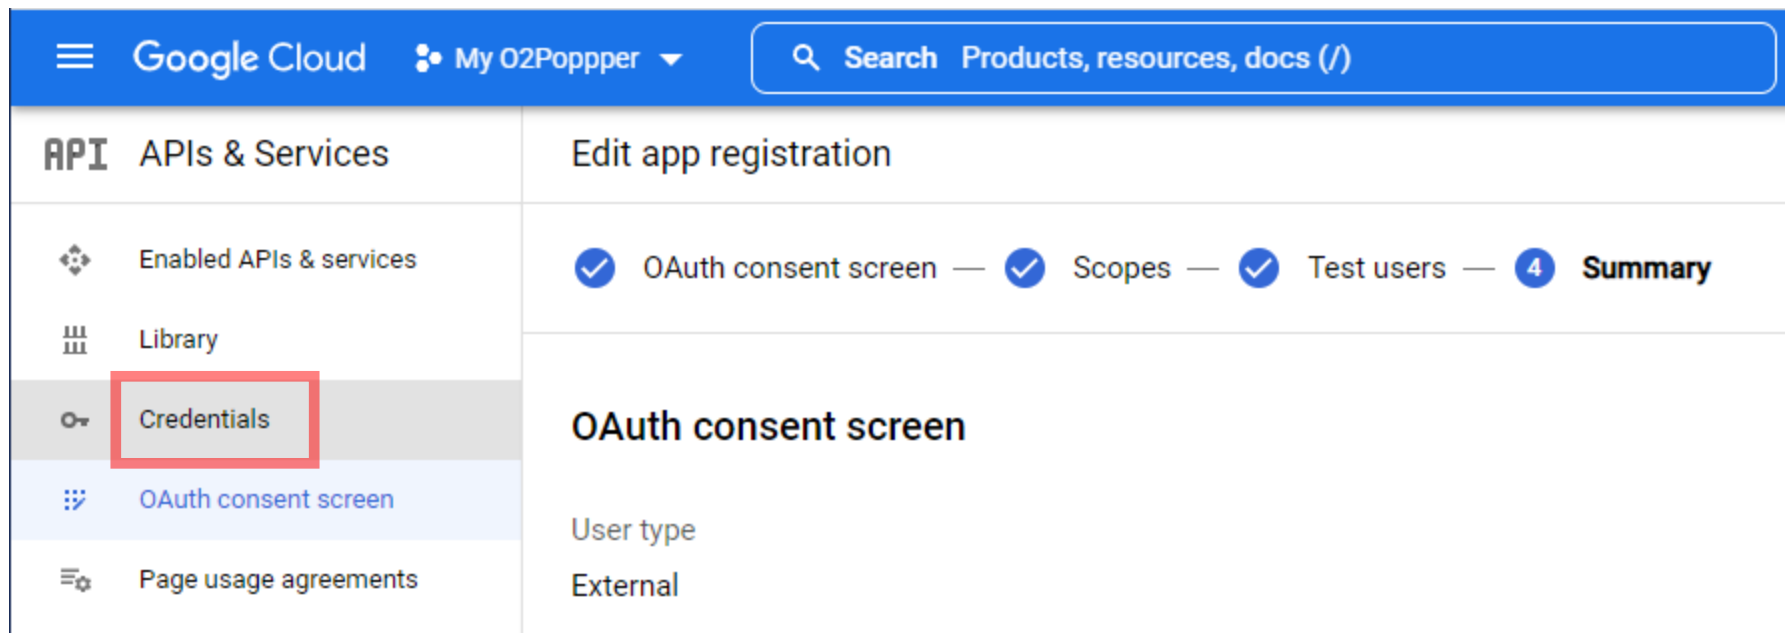 Google Cloud My O2Poppper Search Products, resources, docs (/)
API APIs & Services
Edit app registration
Enabled APIs & services
Library
Credentials
OAuth consent screen
Page usage agreements
OAuth consent screen — Scopes — Test users — 4 Summary
OAuth consent screen
User type
External